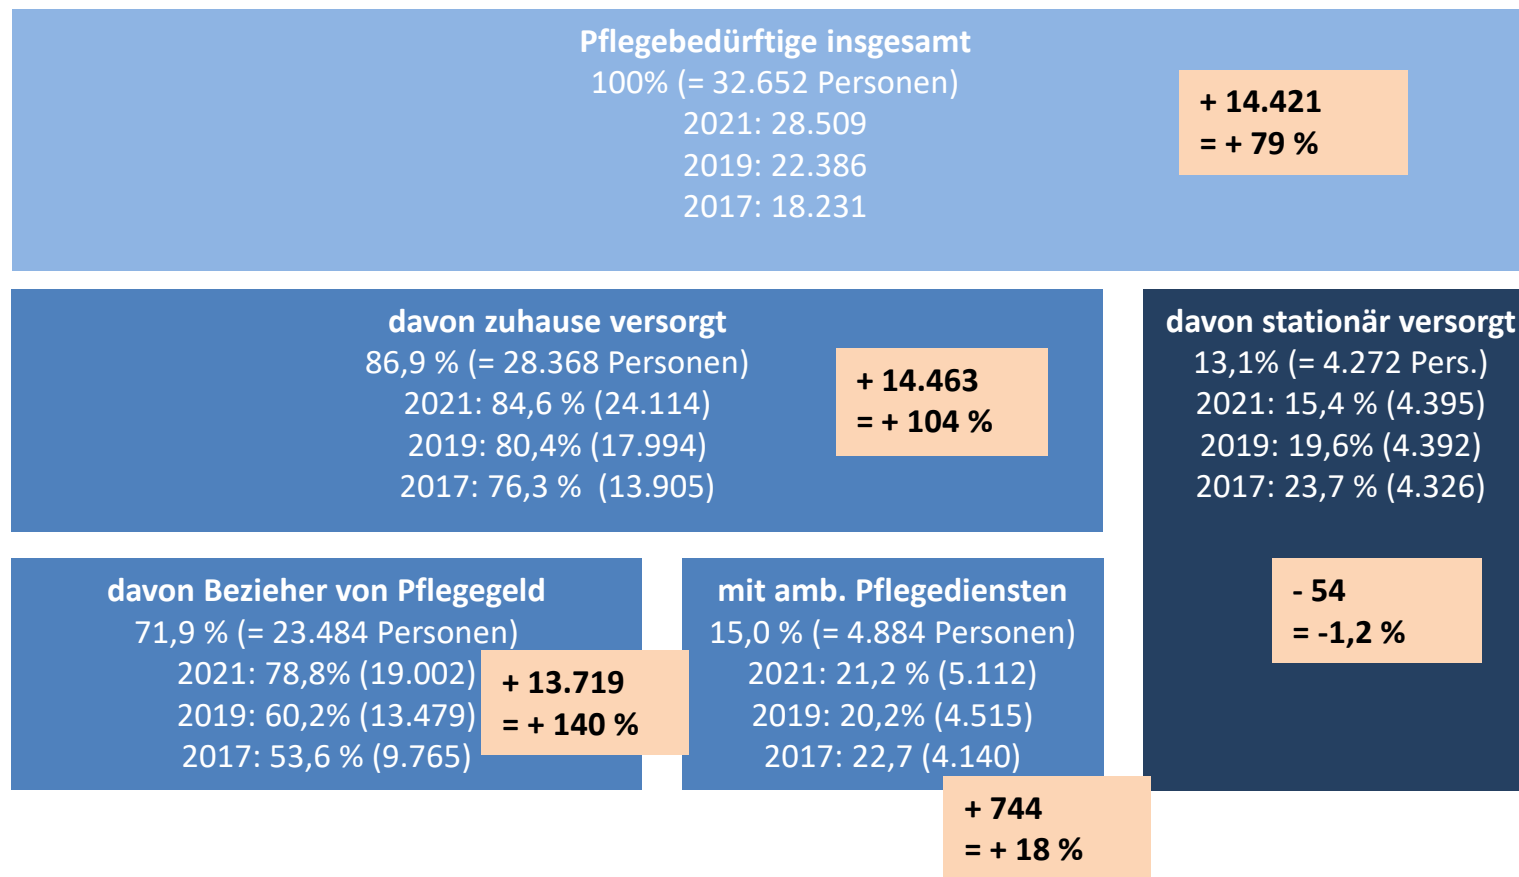 Pflegebedürftige insgesamt
100% (= 32.652 Personen)
2021: 28.509
2019: 22.386
2017: 18.231
+ 14.421
= + 79 %
davon zuhause versorgt
86,9 % (= 28.368 Personen)
2021: 84,6 % (24.114)
2019: 80,4% (17.994)
2017: 76,3 % (13.905)
+ 14.463
= + 104 %
davon stationär versorgt
13,1% (= 4.272 Pers.)
2021: 15,4 % (4.395)
2019: 19,6% (4.392)
2017: 23,7 % (4.326)
- 54
= -1,2 %
davon Bezieher von Pflegegeld
71,9 % (= 23.484 Personen)
2021: 78,8% (19.002)
2019: 60,2% (13.479)
2017: 53,6 % (9.765)
+ 13.719
= + 140 %
mit amb. Pflegediensten
15,0 % (= 4.884 Personen)
2021: 21,2 % (5.112)
2019: 20,2% (4.515)
2017: 22,7 (4.140)
+ 744
= + 18 %